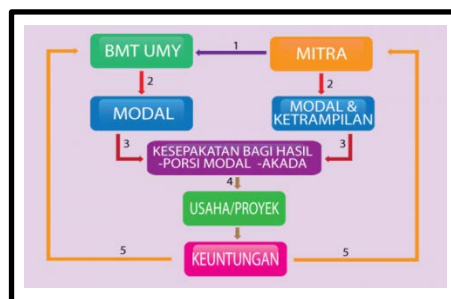 BMT UMY
1
MITRA
2
2
MODAL
MODAL &
KETRAMPILAN
3
3
KESEPAKATAN BAGI HASIL
-PORSI MODAL -AKADA
4
USAHA/PROYEK
5
5
KEUNTUNGAN